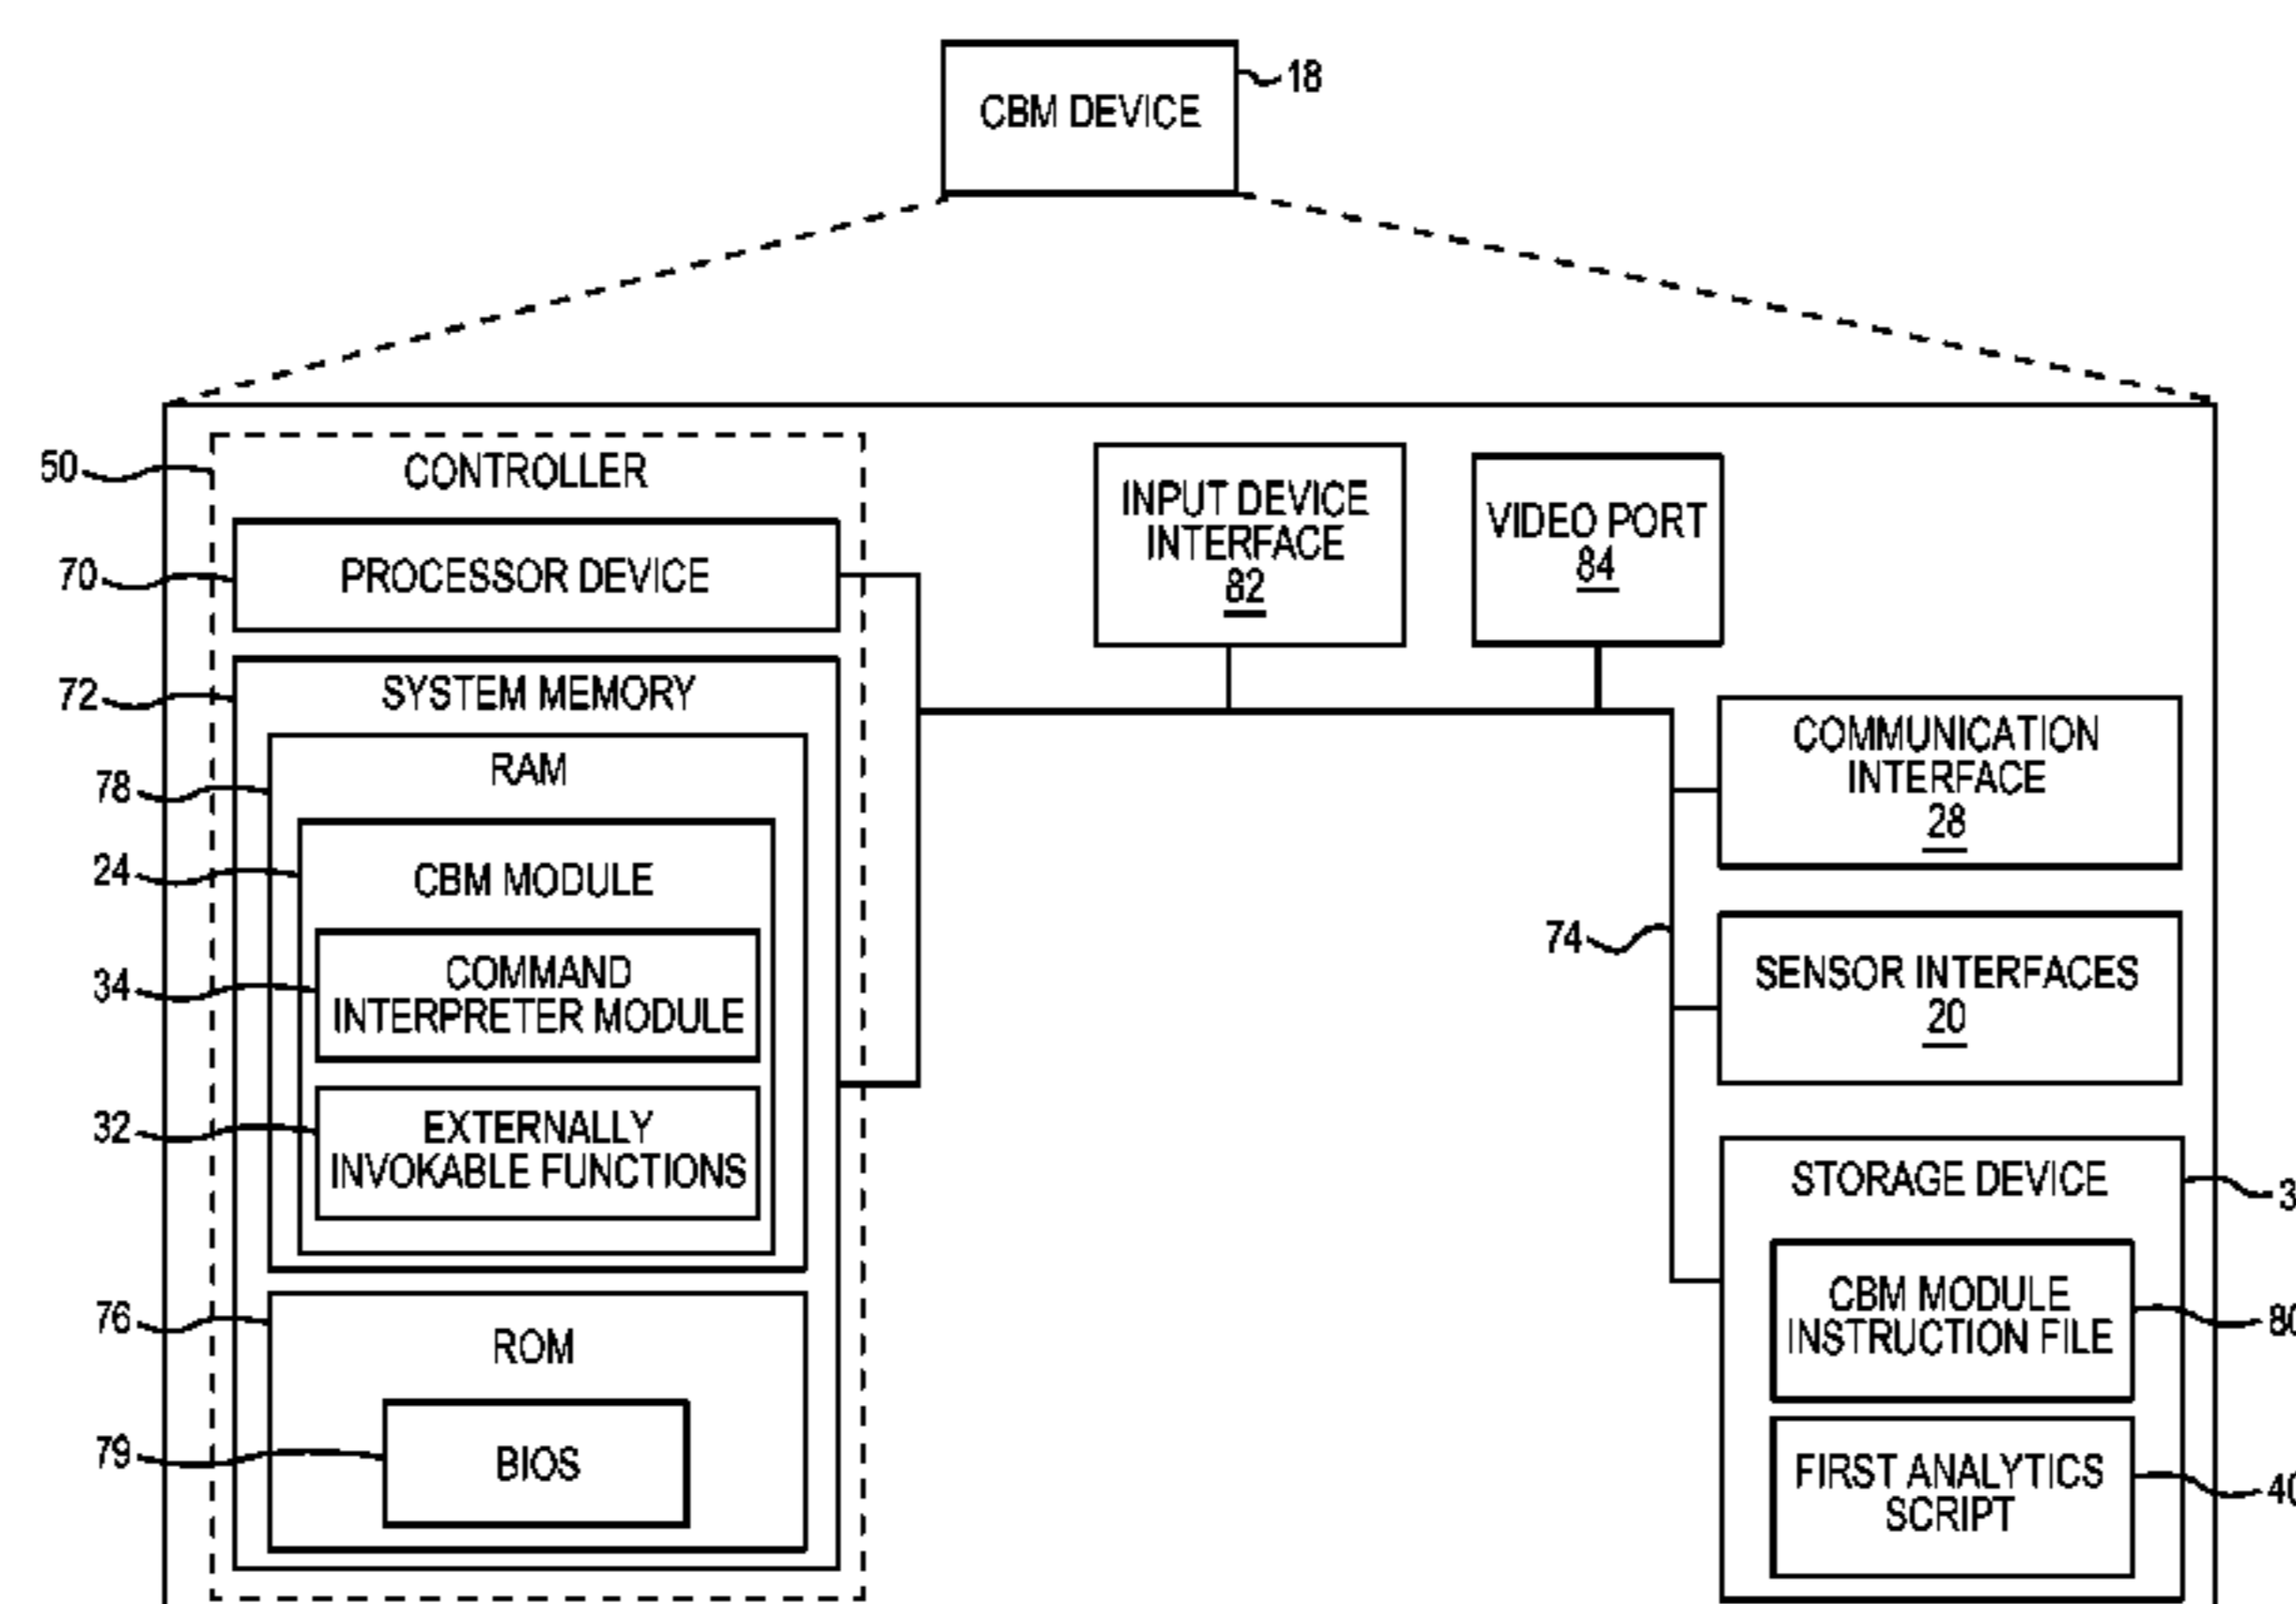 CBM DEVICE
18
50
CONTROLLER
70
PROCESSOR DEVICE
72
SYSTEM MEMORY
78
RAM
24
CBM MODULE
34
COMMAND
INTERPRETER MODULE
32
EXTERNALLY
INVOKABLE FUNCTIONS
76
ROM
79
BIOS
INPUT DEVICE
INTERFACE
82
VIDEO PORT
84
74
COMMUNICATION
INTERFACE
28
SENSOR INTERFACES
20
STORAGE DEVICE
CBM MODULE
INSTRUCTION FILE
80
FIRST ANALYTICS
SCRIPT
40